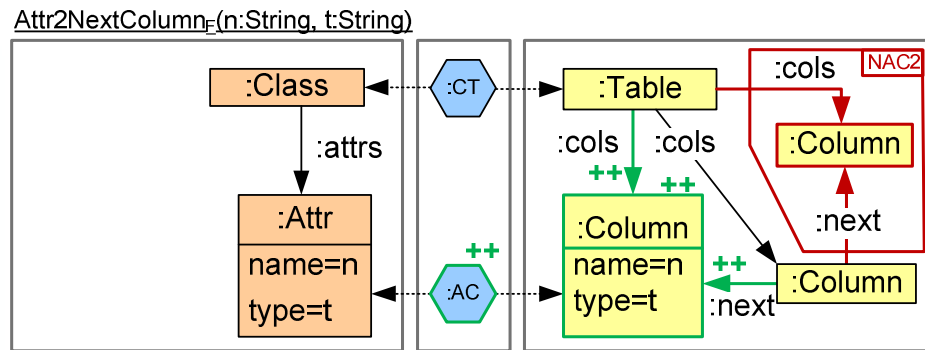 Attr2NextColumnF(n:String, t:String)
:Class
:attrs
:Attr
name=n
type=t
:CT
++
:AC
:Table
:cols
:cols
++
++
:Column
name=n
type=t
++
:next
:Column
NAC2
:cols
:Column
:next